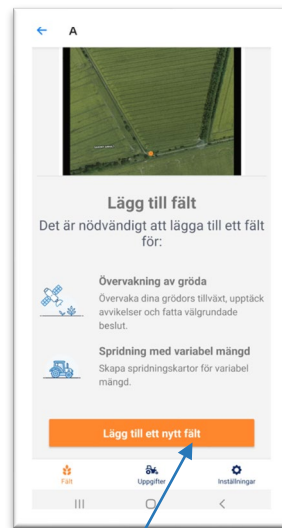 A
Lägg till fält
Det är nödvändigt att lägga till ett fält
för:
Övervakning av gröda
Övervaka dina grödors tillväxt, upptäck
avvikelser och fatta välgrundade
beslut.
Spridning med variabel mängd
Skapa spridningskartor för variabel
mängd.
Lägg till ett nytt fält
Fält
Uppgifter
Inställningar